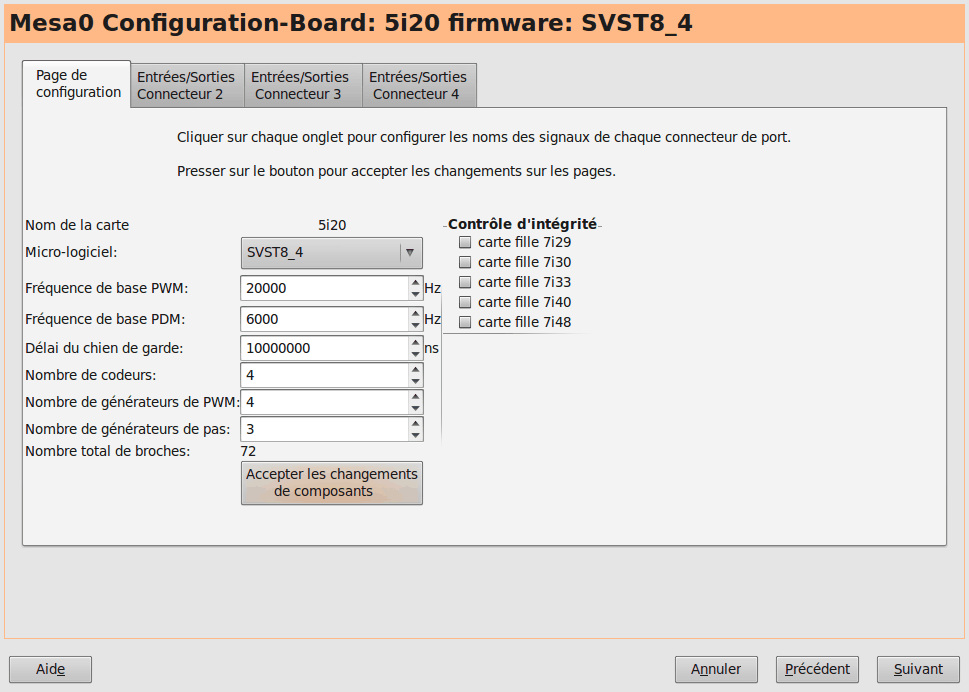 Mesa0 Configuration-Board: 5i20 firmware: SVST8_4
Page de
configuration
Entrées/Sorties
Connecteur 2
Entrées/Sorties
Connecteur 3
Entrées/Sorties
Connecteur 4
Cliquer sur chaque onglet pour configurer les noms des signaux de chaque connecteur de port.
Presser sur le bouton pour accepter les changements sur les pages.
Nom de la carte 5i20
Micro-logiciel: SVST8_4
Fréquence de base PWM: 20000 Hz
Fréquence de base PDM: 6000 Hz
Délai du chien de garde: 10000000 ns
Nombre de codeurs: 4
Nombre de générateurs de PWM: 4
Nombre de générateurs de pas: 3
Nombre total de broches: 72
Accepter les changements
de composants
Contrôle d'intégrité
carte fille 7i29
carte fille 7i30
carte fille 7i33
carte fille 7i40
carte fille 7i48
Aide
Annuler
Précédent
Suivant